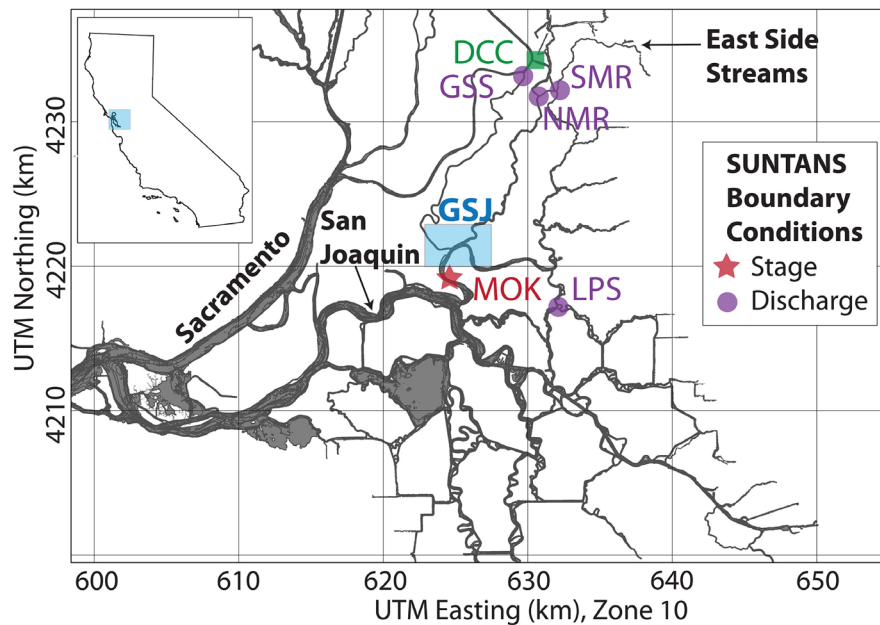 DCC
GSS
SMR
NMR
East Side
Streams
4230
SUNTANS
Boundary
Conditions
Stage
Discharge
GSJ
San
Joaquin
Sacramento
UTM Northing (km)
4220
MOK
LPS
4210
600
610
620
630
640
650
UTM Easting (km), Zone 10